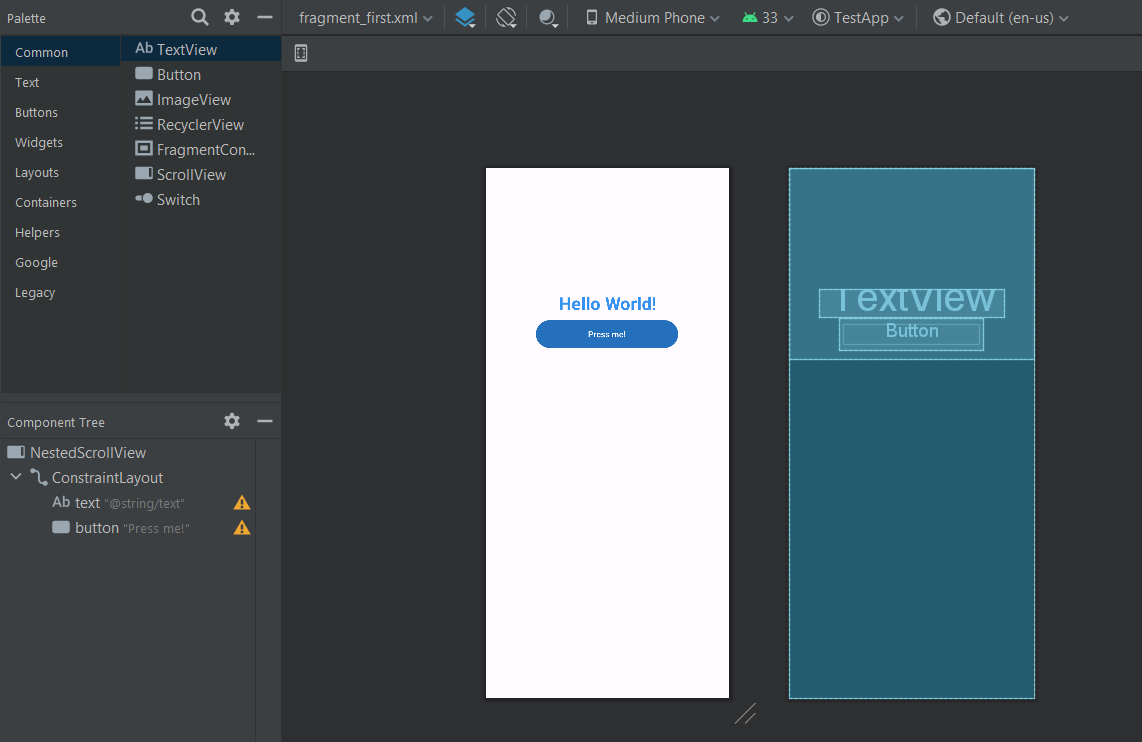 Palette
fragment_first.xml
Medium Phone
33
TestApp
Default (en-us)
Common
Text
Buttons
Widgets
Layouts
Containers
Helpers
Google
Legacy
Ab TextView
Button
ImageView
RecyclerView
FragmentCon...
ScrollView
Switch
Component Tree
NestedScrollView
ConstraintLayout
Ab text "@string/text"
button "Press me!"
Hello World!
Press me!
TextView
Button